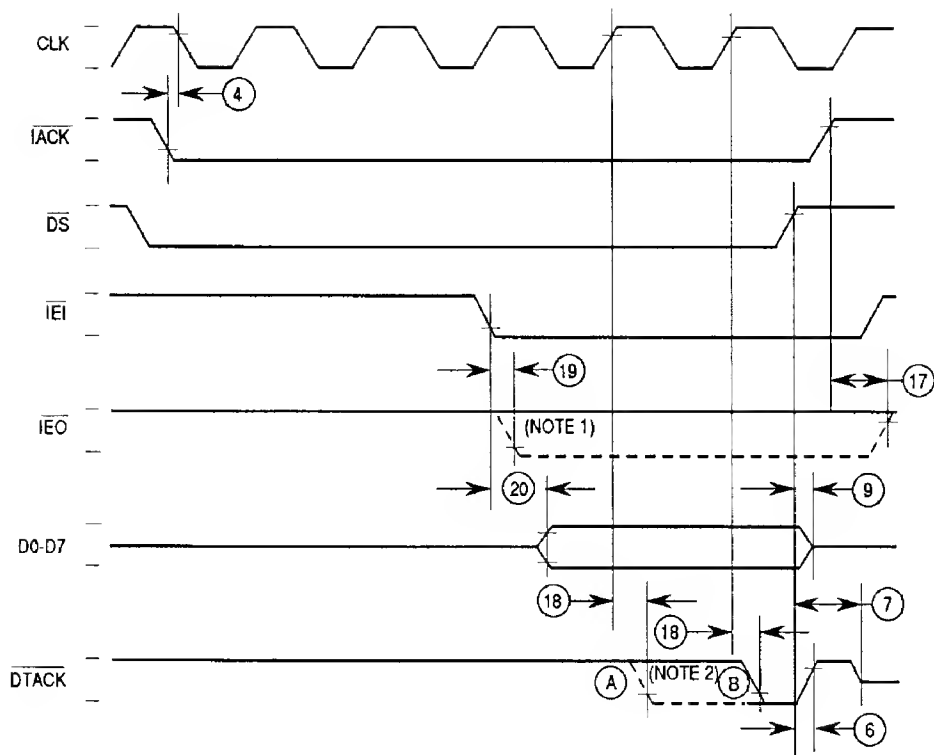 CLK
4
IACK
DS
IEI
19
17
IEO
(NOTE 1)
20
9
D0-D7
18
7
18
DTACK
A
(NOTE 2)
B
6